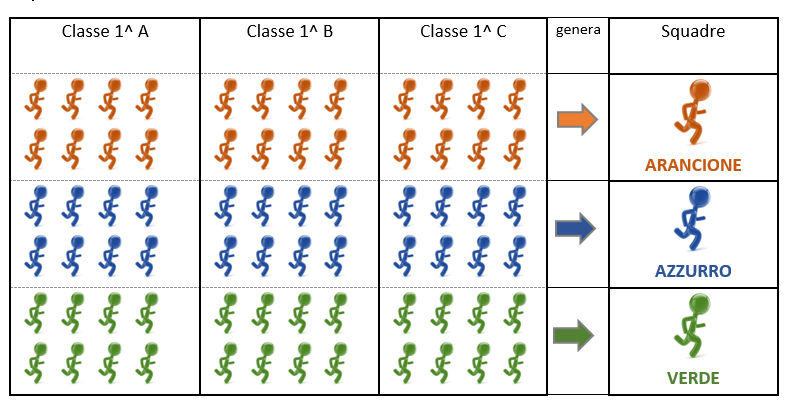 Classe 1^ A
Classe 1^ B
Classe 1^ C
genera
Squadre
ARANCIONE
AZZURRO
VERDE